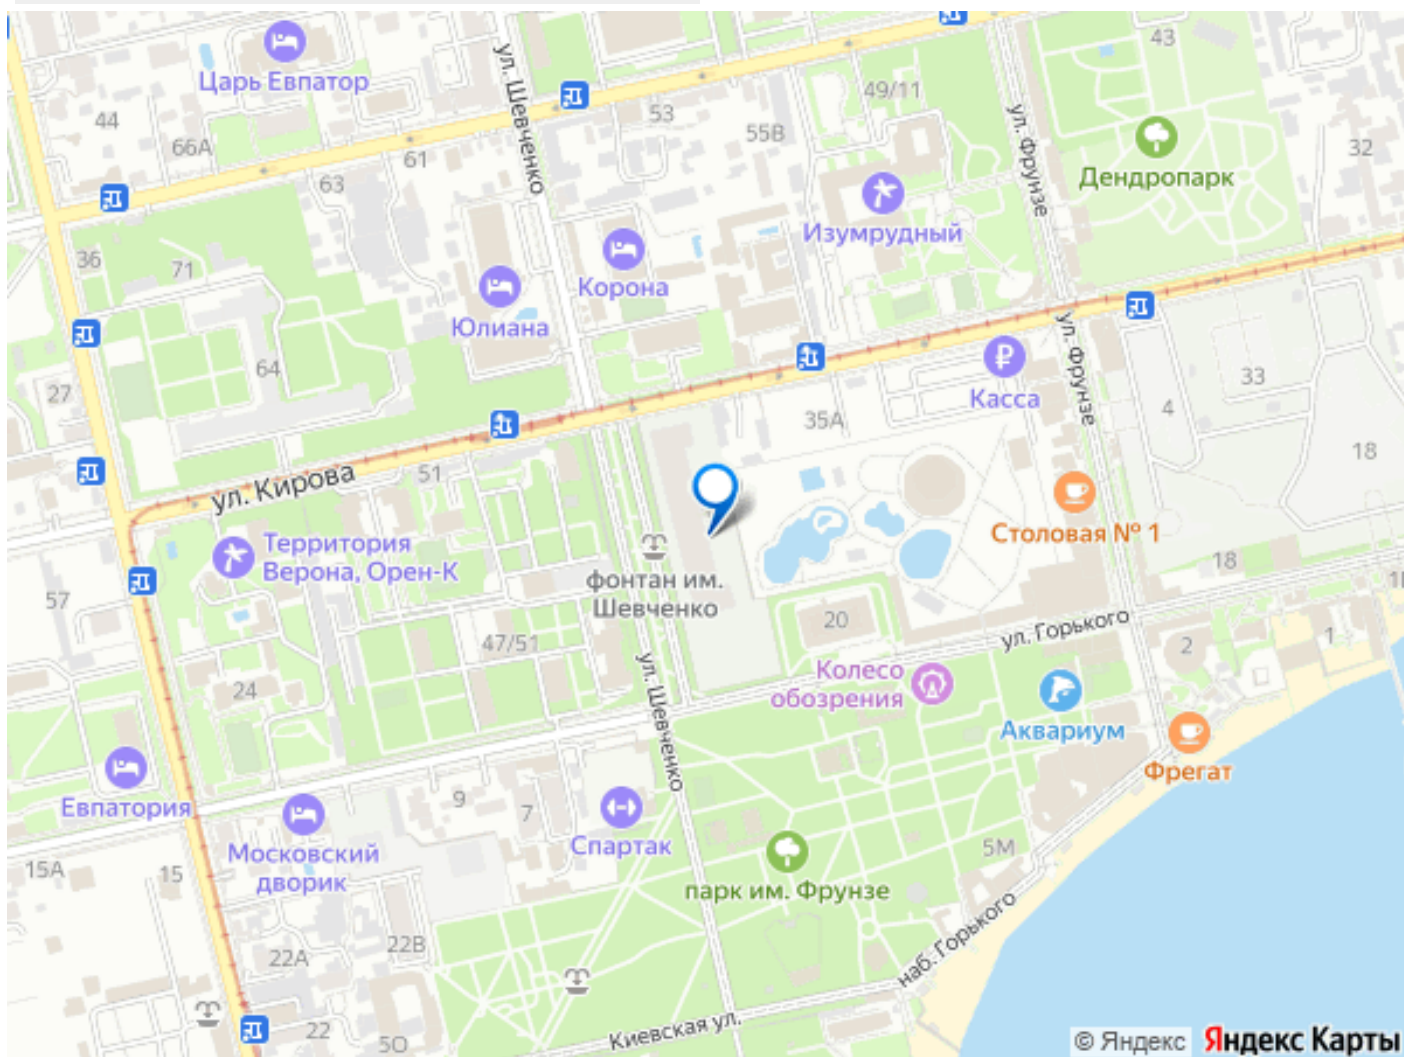 Царь Евпатор
ул. Шевченко
43
44
66А
53
55В
49/11
ул. Фрунзе
32
Дендропарк
61
63
Изумрудный
36
71
Корона
Юлиана
ул. Фрунзе
64
27
Касса
33
4
35А
18
51
ул. Кирова
Столовая № 1
Территория
Верона, Орен-К
фонтан им.
Шевченко
57
18
20
ул. Горького
1
2
47/51
24
Колесо
обозрения
ул. Шевченко
Аквариум
Фрегат
Евпатория
9
7
Спартак
Московский
дворик
15А
15
5М
парк им. Фрунзе
22В
22А
наб. Горького
22
50
Киевская ул.
© Яндекс Яндекс Карты